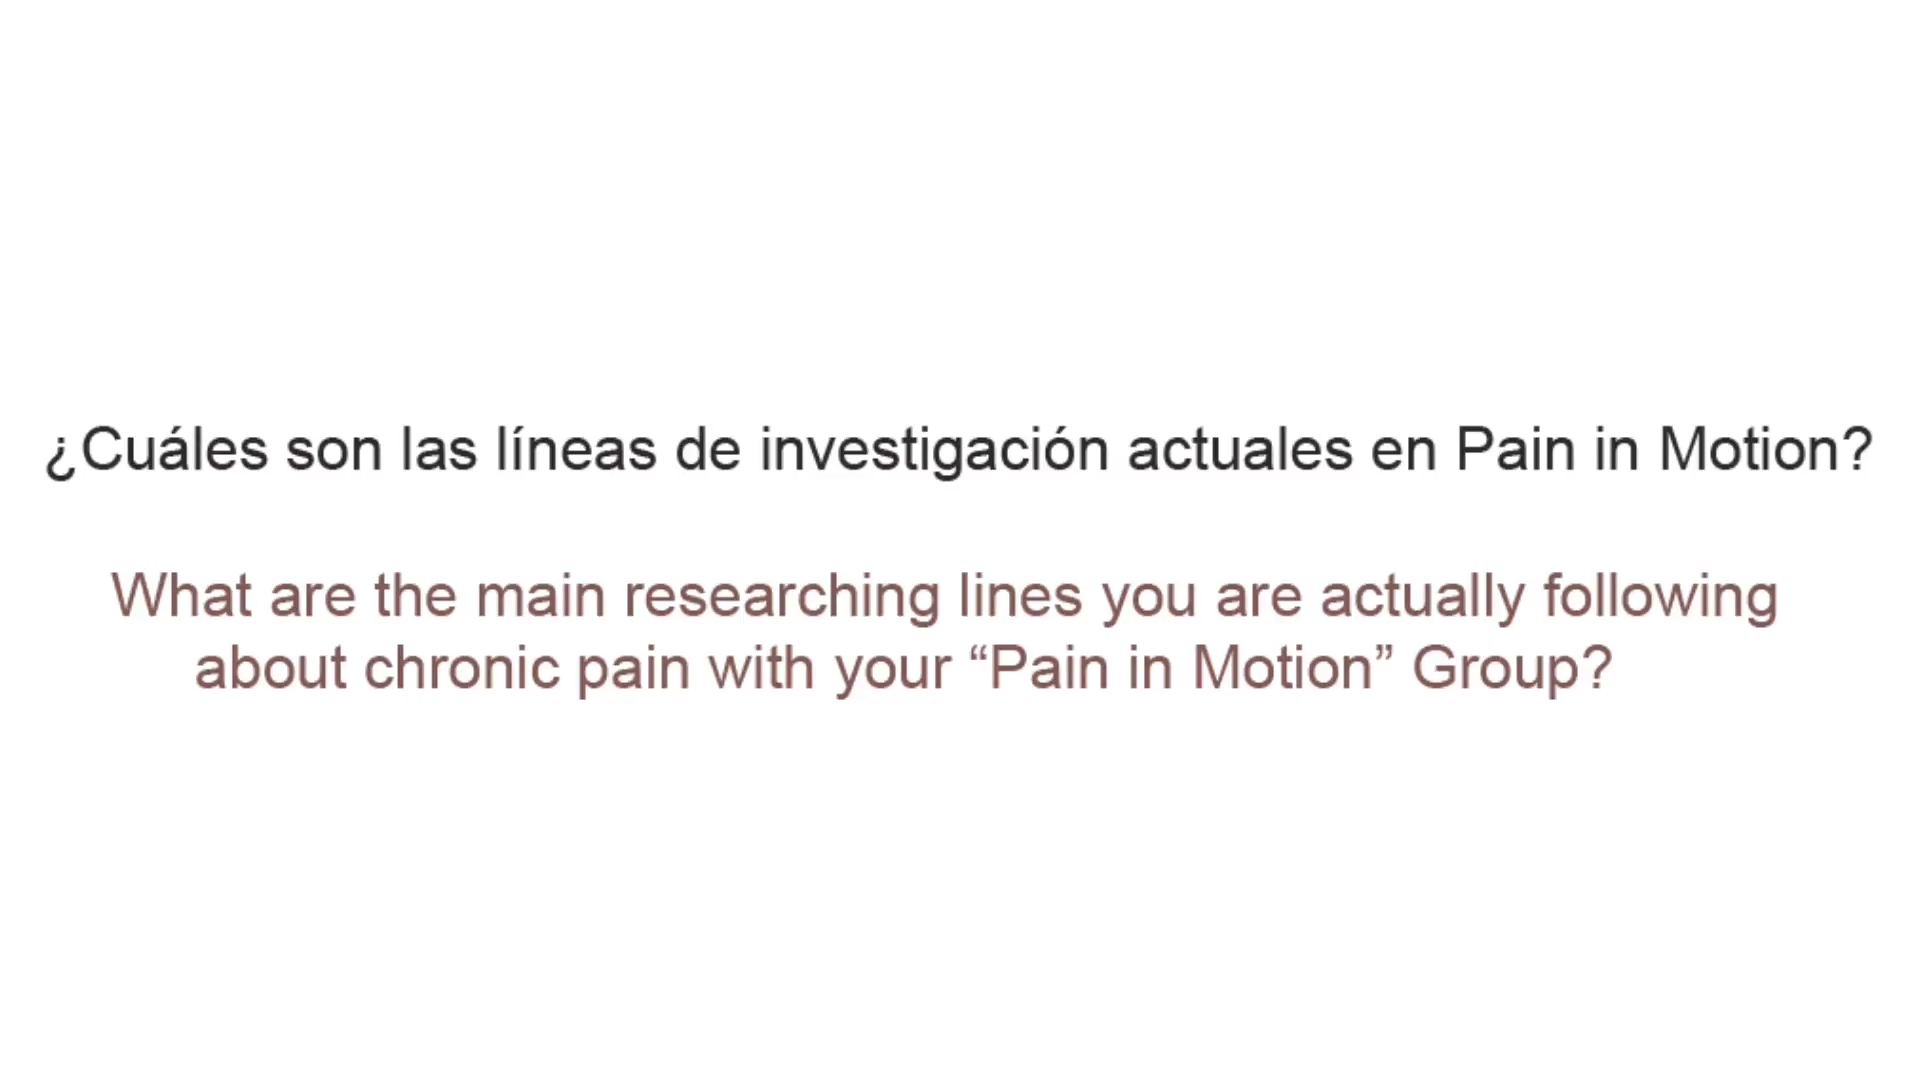 ¿Cuáles son las líneas de investigación actuales en Pain in Motion?
What are the main researching lines you are actually following
about chronic pain with your “Pain in Motion” Group?